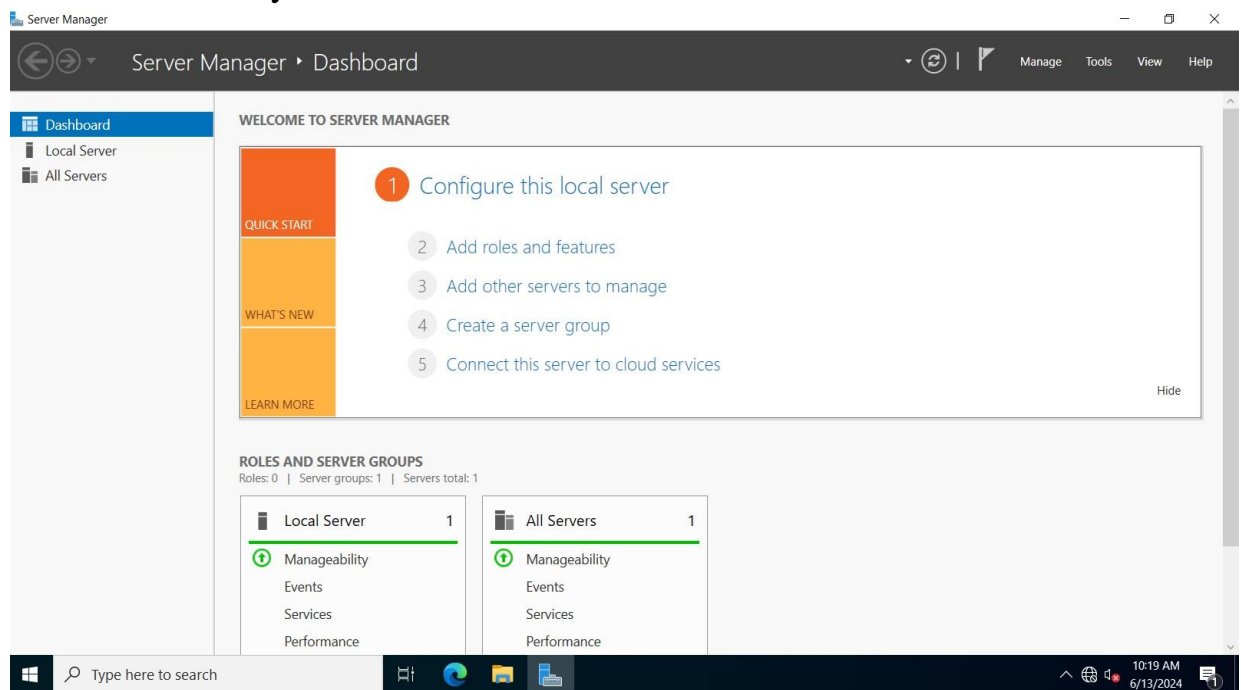 Server Manager
Server Manager • Dashboard
Manage Tools View Help
Dashboard
Local Server
All Servers
WELCOME TO SERVER MANAGER
QUICK START
WHAT'S NEW
LEARN MORE
1 Configure this local server
2 Add roles and features
3 Add other servers to manage
4 Create a server group
5 Connect this server to cloud services
Hide
ROLES AND SERVER GROUPS
Roles: 0 | Server groups: 1 | Servers total: 1
Local Server 1
Manageability
Events
Services
Performance
All Servers 1
Manageability
Events
Services
Performance
Type here to search
10:19 AM
6/13/2024
1